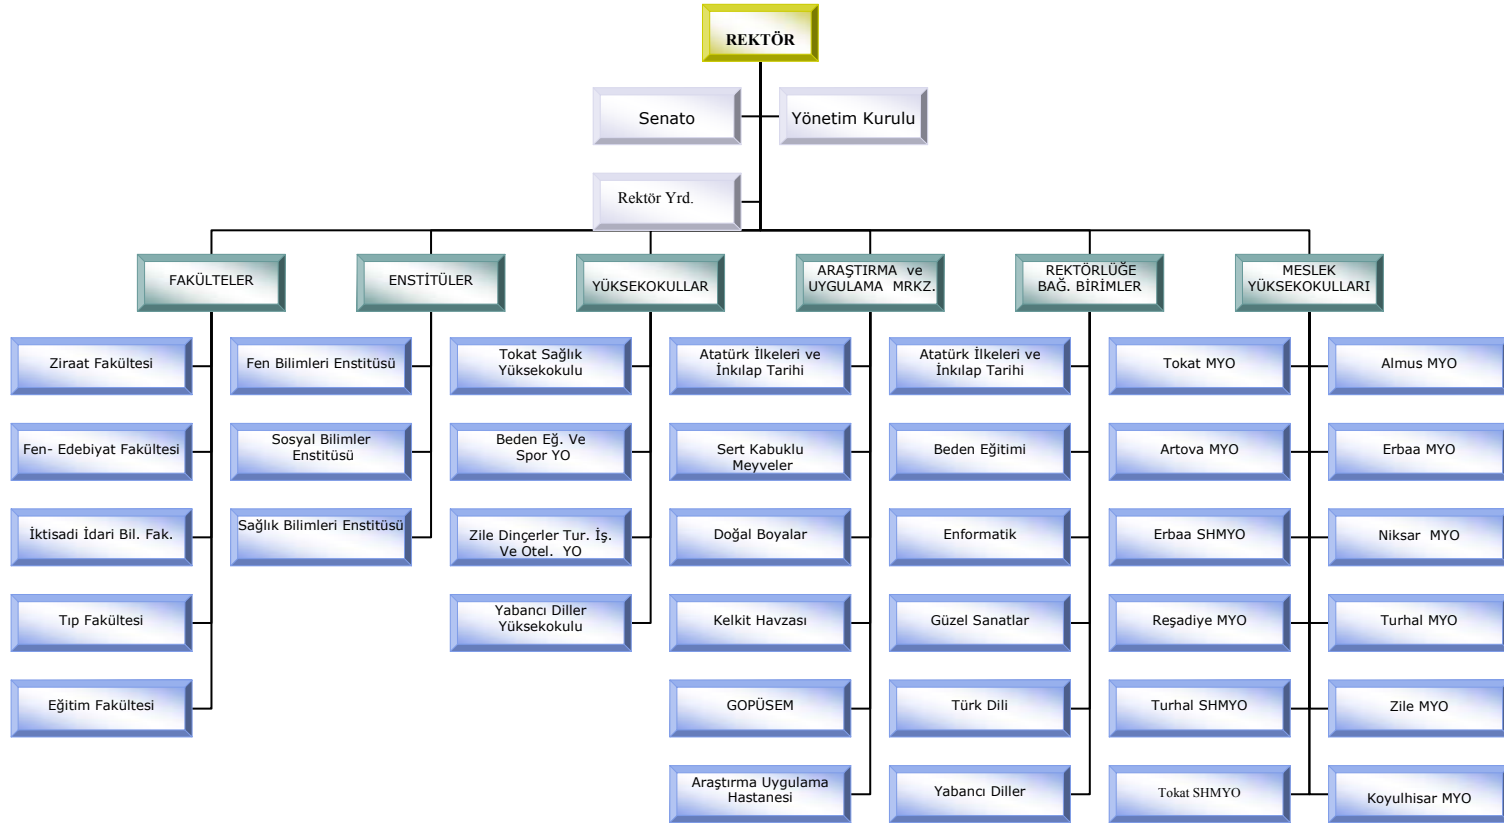 REKTÖR
Senato
Yönetim Kurulu
Rektör Yrd.
FAKÜLTELER
ENSTİTÜLER
YÜKSEKOKULLAR
ARAŞTIRMA ve
UYGULAMA MRKZ.
REKTÖRLÜĞE
BAĞ. BİRİMLER
MESLEK
YÜKSEKOKULLARI
Ziraat Fakültesi
Fen- Edebiyat Fakültesi
İktisadi İdari Bil. Fak.
Tıp Fakültesi
Eğitim Fakültesi
Fen Bilimleri Enstitüsü
Sosyal Bilimler
Enstitüsü
Sağlık Bilimleri Enstitüsü
Tokat Sağlık
Yüksekokulu
Beden Eğ. Ve
Spor YO
Zile Dinçerler Tur. İş.
Ve Otel. YO
Yabancı Diller
Yüksekokulu
Atatürk İlkeleri ve
İnkılap Tarihi
Sert Kabuklu
Meyveler
Doğal Boyalar
Kelkit Havzası
GOPÜSEM
Araştırma Uygulama
Hastanesi
Atatürk İlkeleri ve
İnkılap Tarihi
Beden Eğitimi
Enformatik
Güzel Sanatlar
Türk Dili
Yabancı Diller
Tokat MYO
Artova MYO
Erbaa SHMYO
Reşadiye MYO
Turhal SHMYO
Tokat SHMYO
Almus MYO
Erbaa MYO
Niksar MYO
Turhal MYO
Zile MYO
Koyulhisar MYO